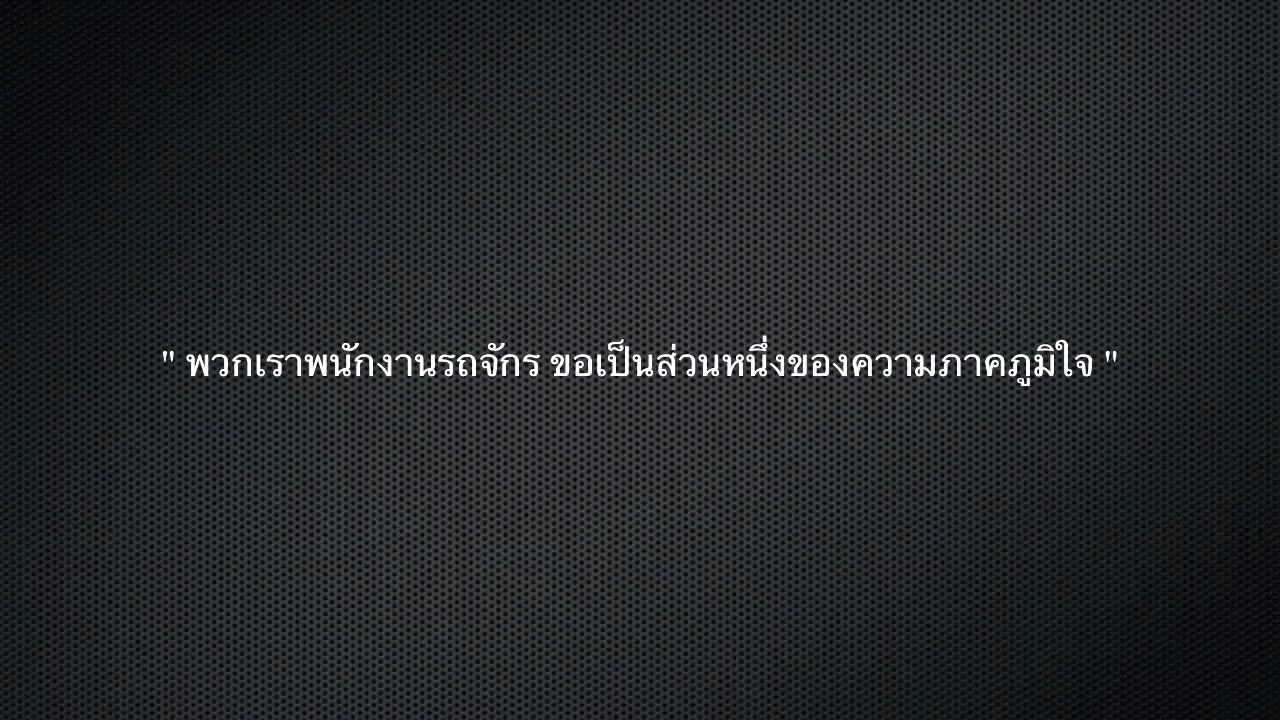 " พวกเราพนักงานรถจักร ขอเป็นส่วนหนึ่งของความภาคภูมิใจ "